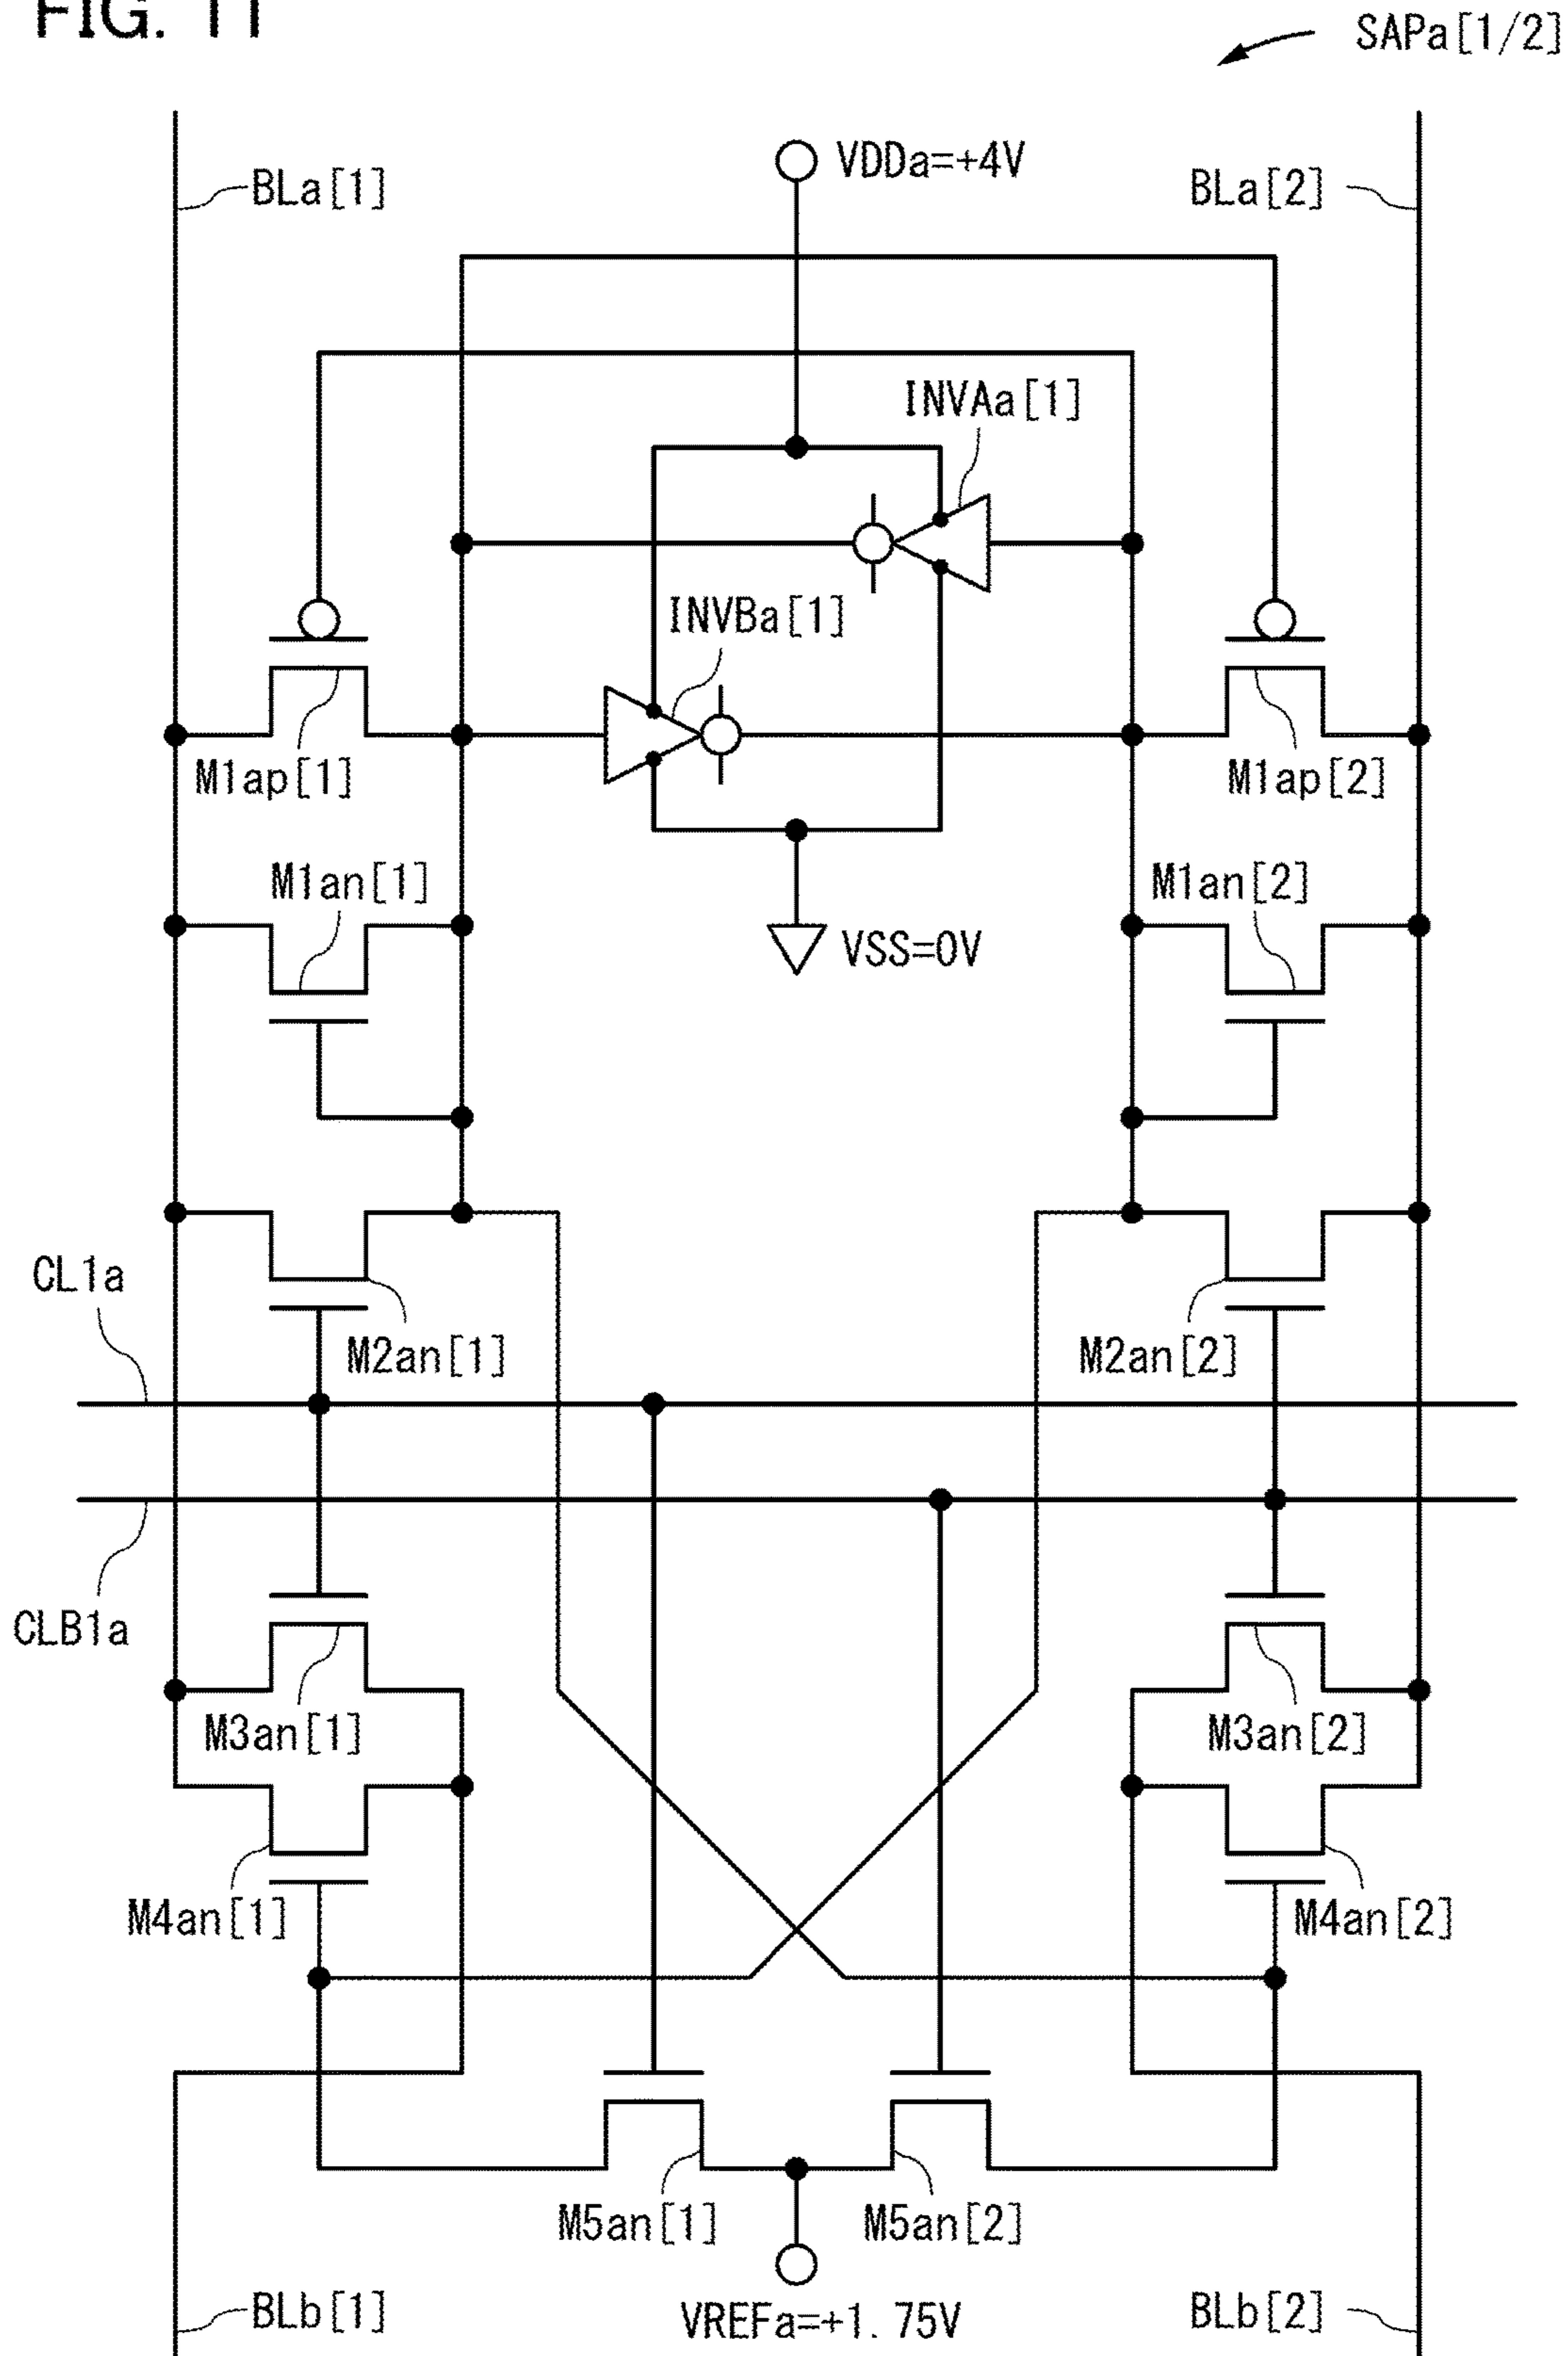 FIG. 11
SAPa[1/2]
VDDa=+4V
BLa[1]
BLa[2]
INVAa[1]
INVBa[1]
M1ap[1]
M1ap[2]
M1an[1]
M1an[2]
VSS=0V
CL1a
M2an[1]
M2an[2]
CLB1a
M3an[1]
M3an[2]
M4an[1]
M4an[2]
M5an[1]
M5an[2]
BLb[1]
VREFa=+1.75V
BLb[2]